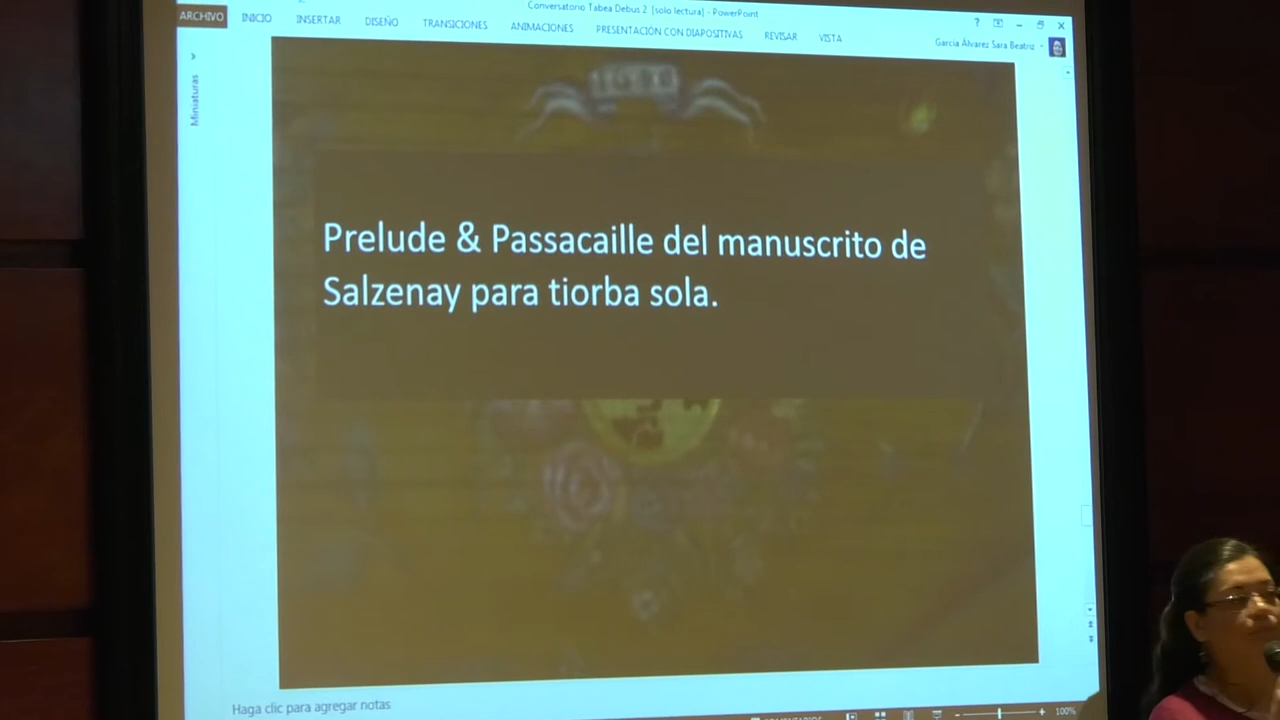 Conversatorio Tabea Debus 2 [solo lectura] - PowerPoint
ARCHIVO INICIO INSERTAR DISEÑO TRANSICIONES ANIMACIONES PRESENTACIÓN CON DIAPOSITIVAS REVISAR VISTA
García Álvarez Sara Beatriz
Miniaturas
Prelude & Passacaille del manuscrito de
Salzenay para tiorba sola.
Haga clic para agregar notas
COMENTARIOS
100%